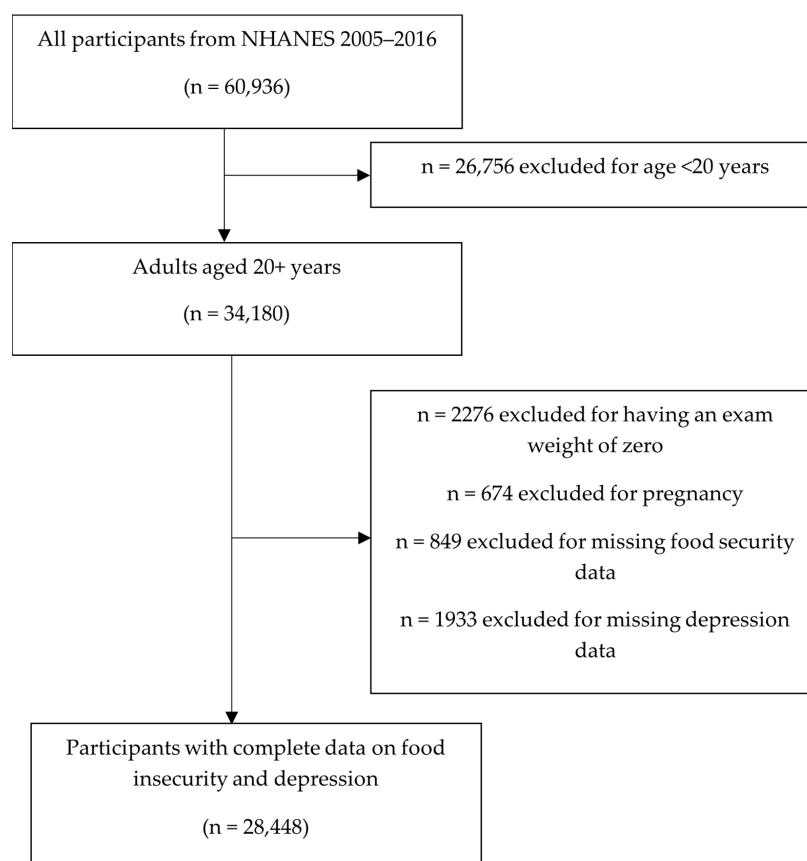 All participants from NHANES 2005–2016
(n = 60,936)
n = 26,756 excluded for age <20 years
Adults aged 20+ years
(n = 34,180)
n = 2276 excluded for having an exam
weight of zero
n = 674 excluded for pregnancy
n = 849 excluded for missing food security
data
n = 1933 excluded for missing depression
data
Participants with complete data on food
insecurity and depression
(n = 28,448)